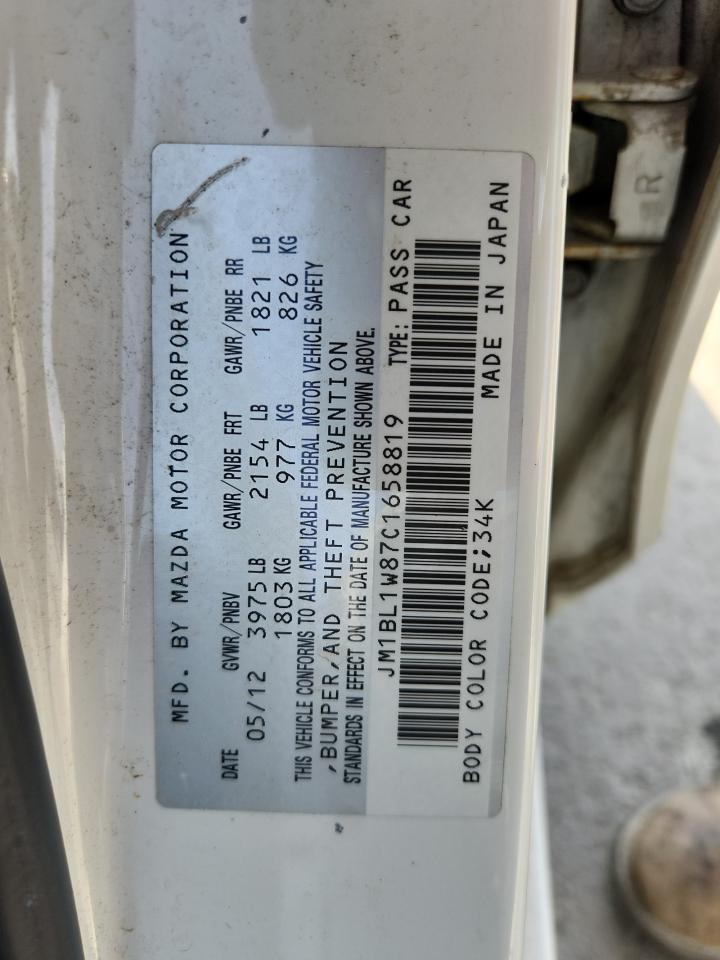 MFD. BY MAZDA MOTOR CORPORATION
DATE GVWR/PNBV GAWR/PNBE FRT GAWR/PNBE RR
05/12 3975 LB 2154 LB 1821 LB
1803 KG 977 KG 826 KG
THIS VEHICLE CONFORMS TO ALL APPLICABLE FEDERAL MOTOR VEHICLE SAFETY
,BUMPER,AND THEFT PREVENTION
STANDARDS IN EFFECT ON THE DATE OF MANUFACTURE SHOWN ABOVE.
JM1BL1W87C1658819 TYPE: PASS CAR
BODY COLOR CODE;34K MADE IN JAPAN
R